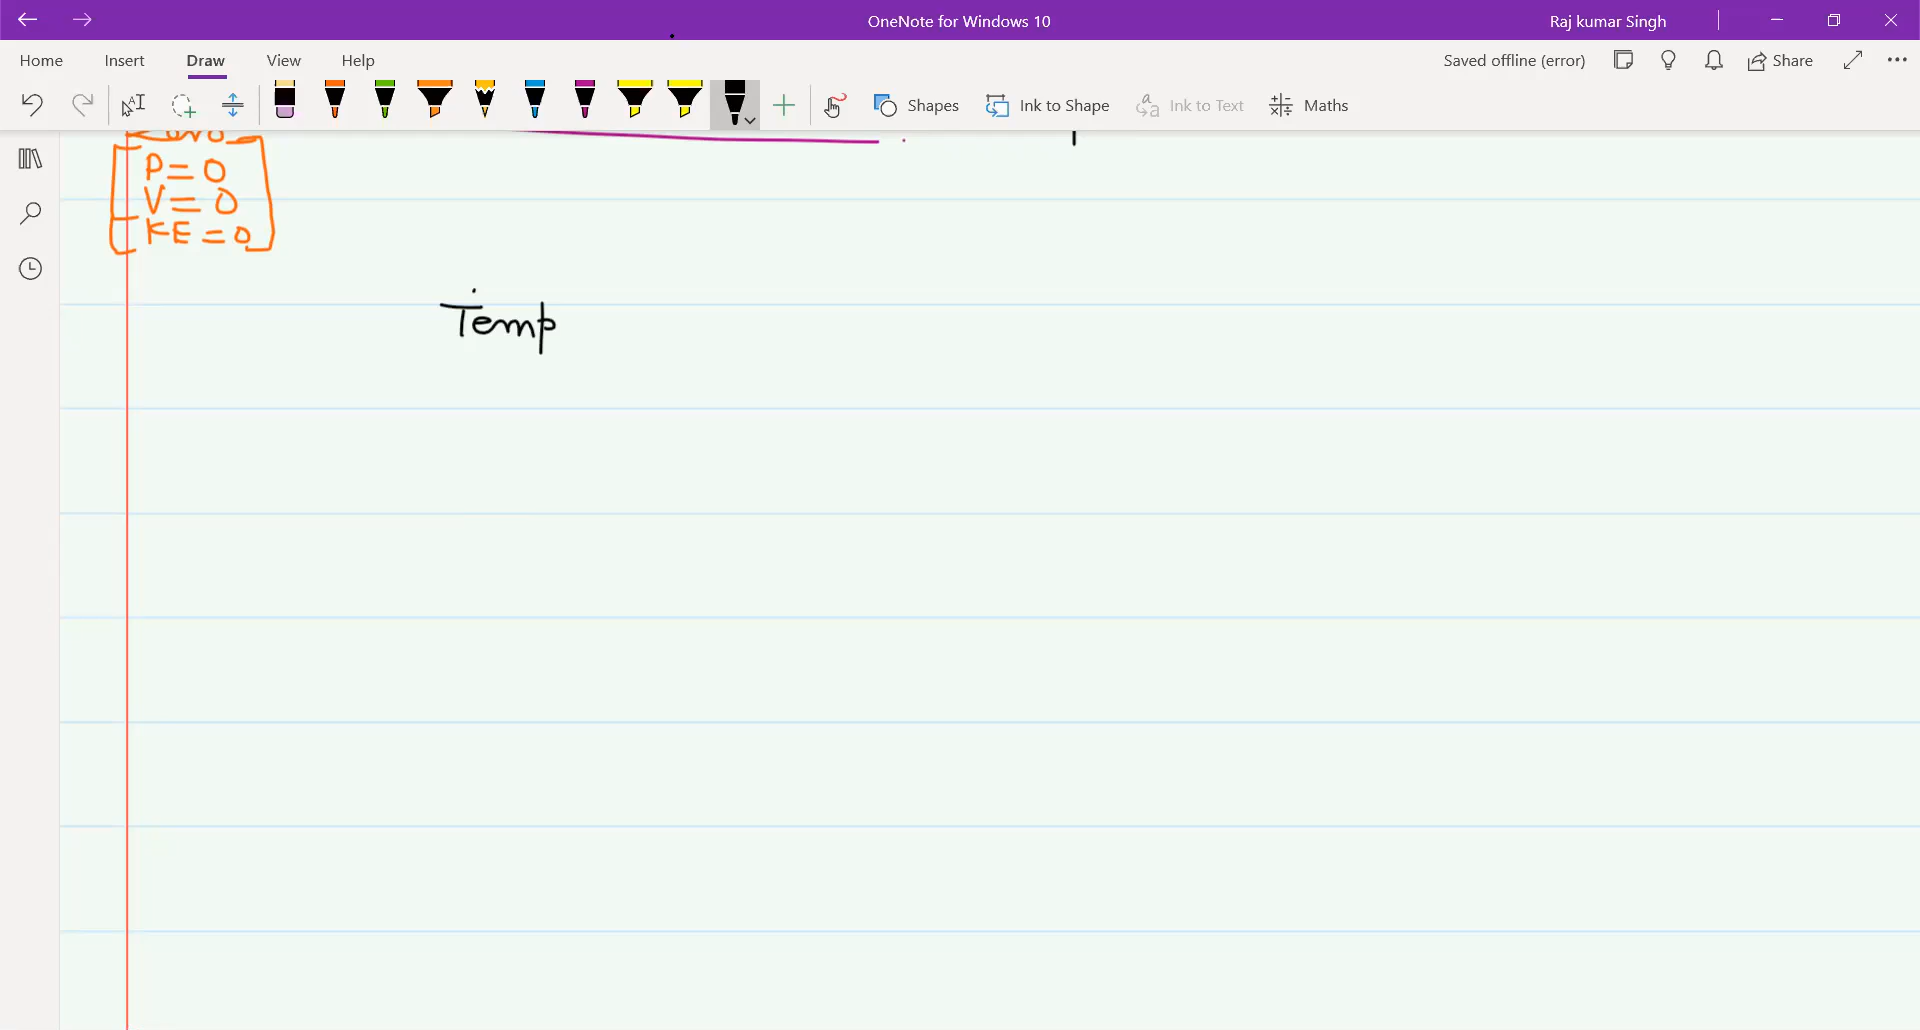 OneNote for Windows 10
Raj kumar Singh
Home Insert Draw View Help
Saved offline (error)
Share
Shapes
Ink to Shape
Ink to Text
Maths
P = 0
V = 0
KE = 0
Temp